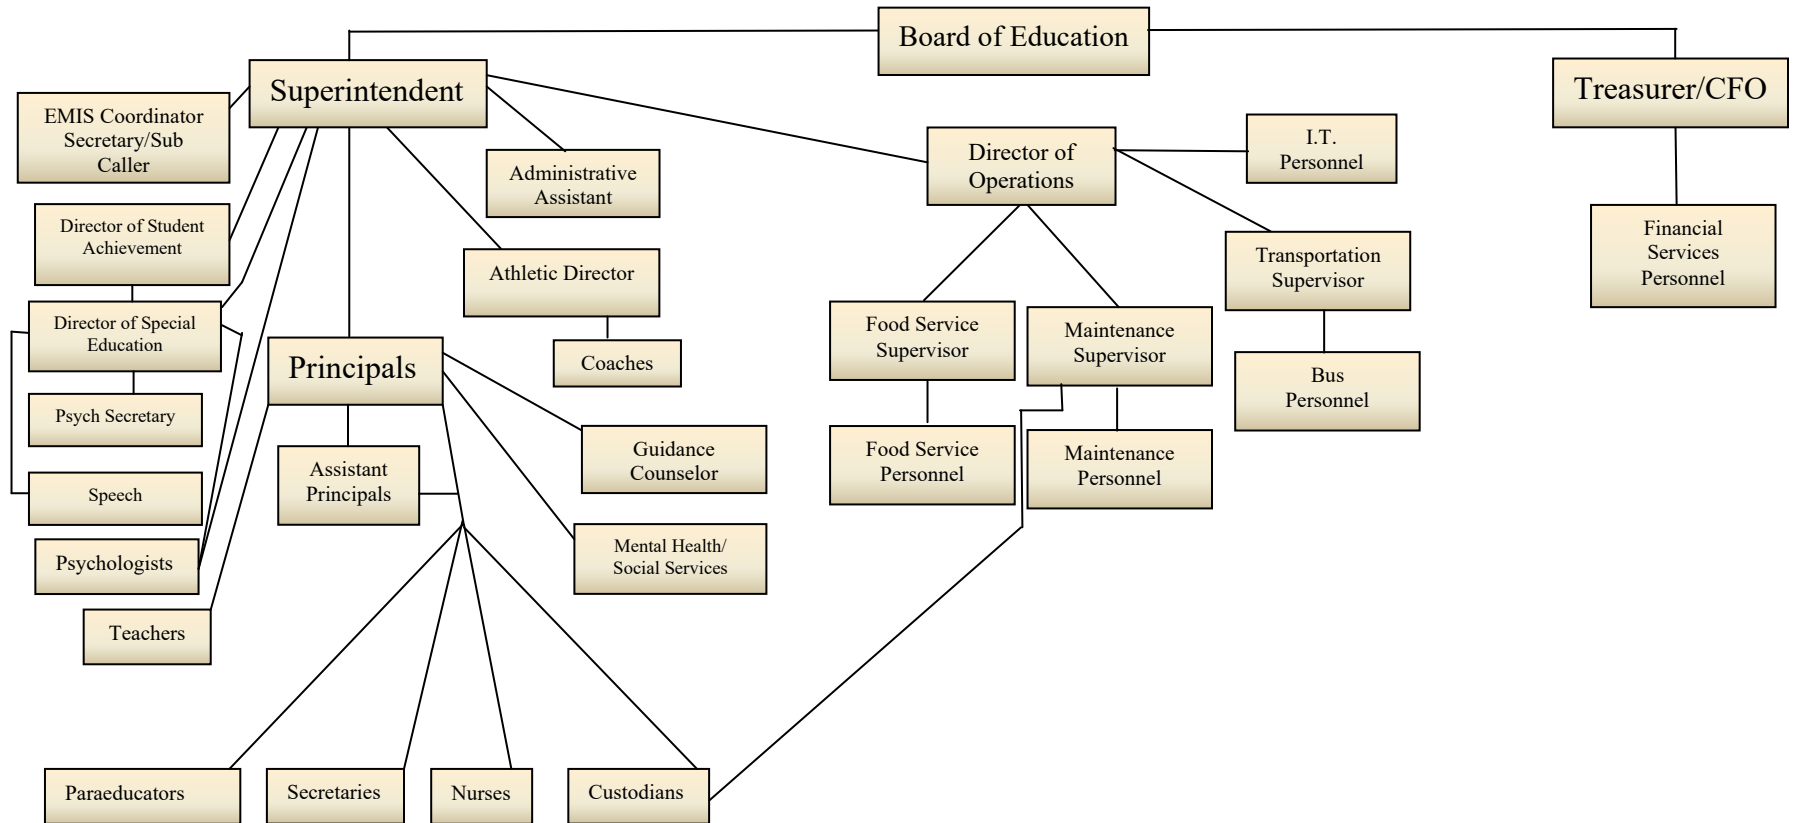 Board of Education
Superintendent
Treasurer/CFO
EMIS Coordinator
Secretary/Sub
Caller
Administrative
Assistant
Director of
Operations
I.T.
Personnel
Director of Student
Achievement
Athletic Director
Transportation
Supervisor
Financial
Services
Personnel
Director of Special
Education
Principals
Coaches
Food Service
Supervisor
Maintenance
Supervisor
Bus
Personnel
Psych Secretary
Assistant
Principals
Guidance
Counselor
Food Service
Personnel
Maintenance
Personnel
Speech
Psychologists
Mental Health/
Social Services
Teachers
Paraeducators
Secretaries
Nurses
Custodians